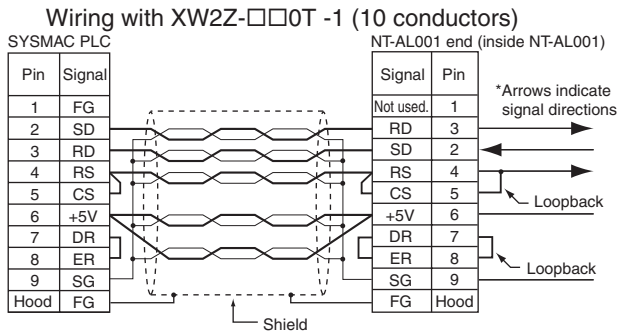 Wiring with XW2Z-□□0T -1 (10 conductors)
SYSMAC PLC NT-AL001 end (inside NT-AL001)
Pin Signal Signal Pin
*Arrows indicate
signal directions
1 FG Not used. 1
2 SD RD 3
3 RD SD 2
4 RS RS 4
5 CS CS 5
Loopback
6 +5V +5V 6
7 DR DR 7
8 ER ER 8
Loopback
9 SG SG 9
Hood FG FG Hood
Shield